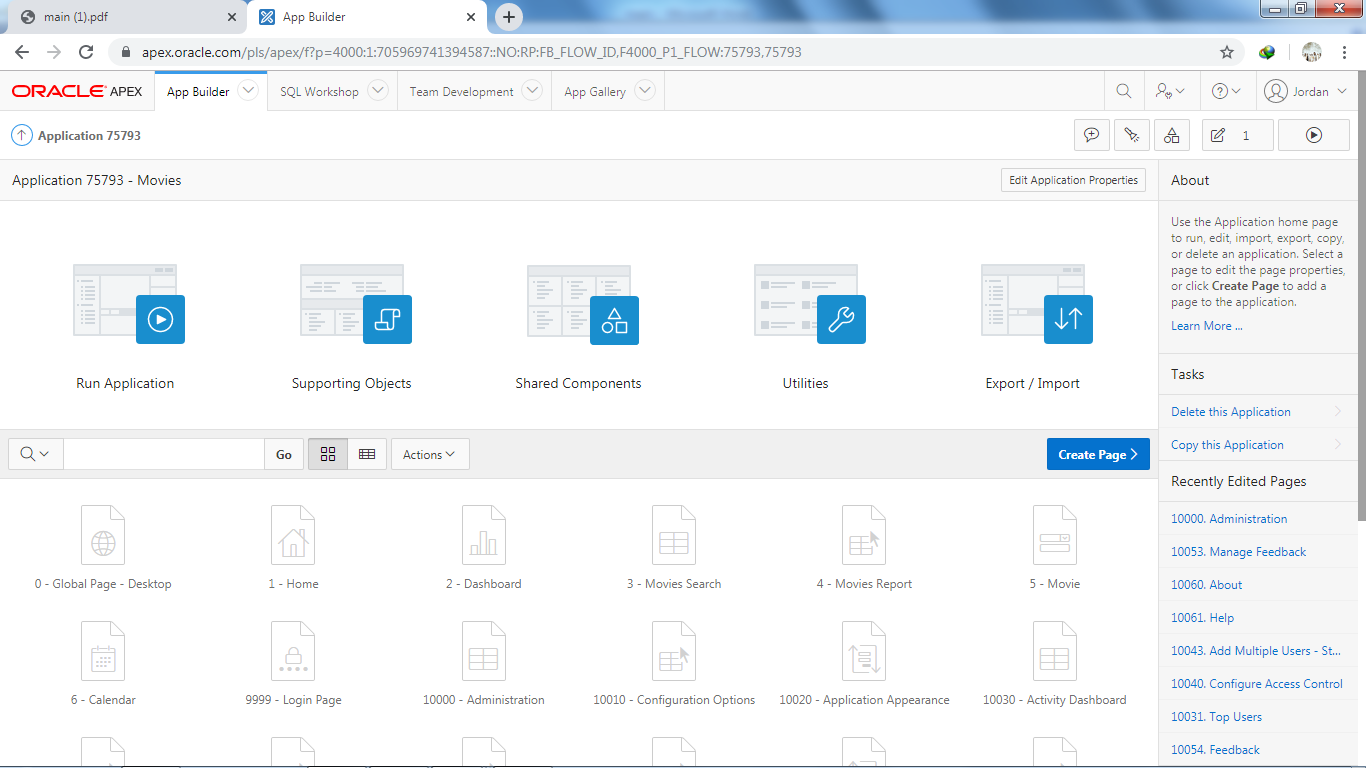 main (1).pdf
App Builder
apex.oracle.com/pls/apex/f?p=4000:1:705969741394587::NO:RP:FB_FLOW_ID,F4000_P1_FLOW:75793,75793
ORACLE APEX
App Builder
SQL Workshop
Team Development
App Gallery
Jordan
Application 75793
1
Application 75793 - Movies
Edit Application Properties
About
Use the Application home page
to run, edit, import, export, copy,
or delete an application. Select a
page to edit the page properties,
or click Create Page to add a
page to the application.
Learn More ...
Run Application
Supporting Objects
Shared Components
Utilities
Export / Import
Tasks
Delete this Application
Copy this Application
Go
Actions
Create Page
Recently Edited Pages
10000. Administration
10053. Manage Feedback
10060. About
10061. Help
10043. Add Multiple Users - St...
10040. Configure Access Control
10031. Top Users
10054. Feedback
0 - Global Page - Desktop
1 - Home
2 - Dashboard
3 - Movies Search
4 - Movies Report
5 - Movie
6 - Calendar
9999 - Login Page
10000 - Administration
10010 - Configuration Options
10020 - Application Appearance
10030 - Activity Dashboard